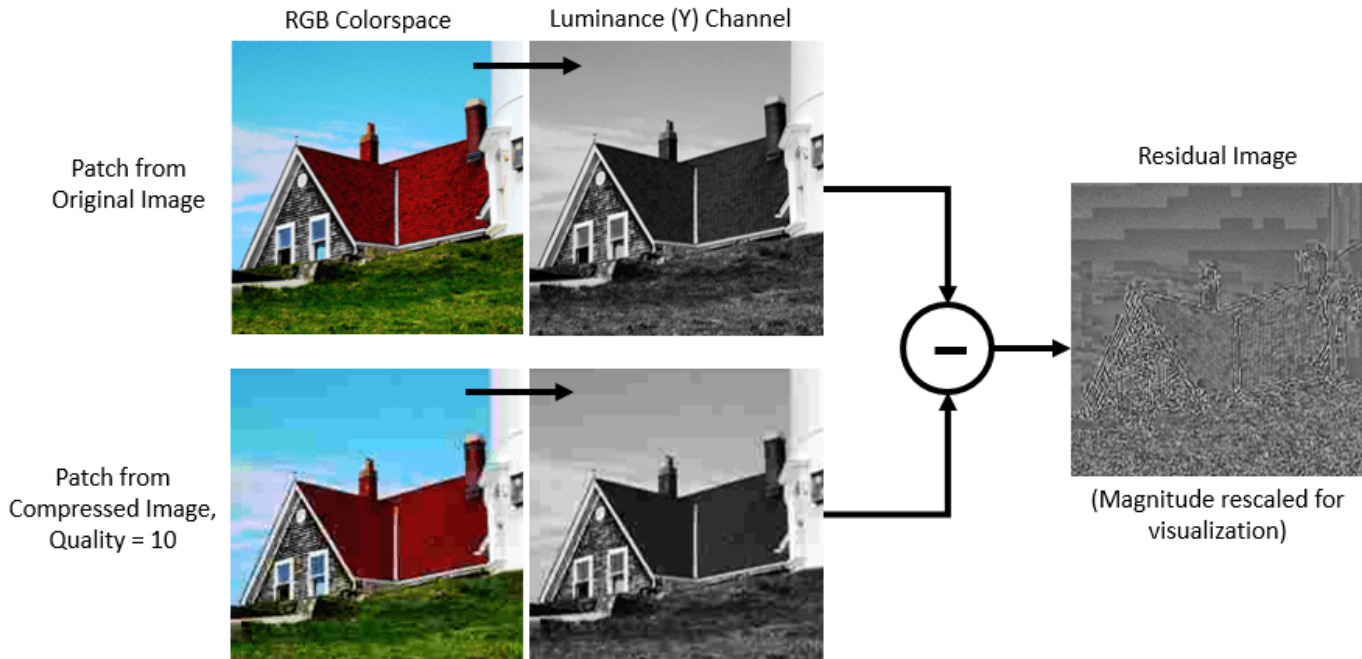 RGB Colorspace
Luminance (Y) Channel
Patch from
Original Image
Residual Image
Patch from
Compressed Image,
Quality = 10
(Magnitude rescaled for
visualization)